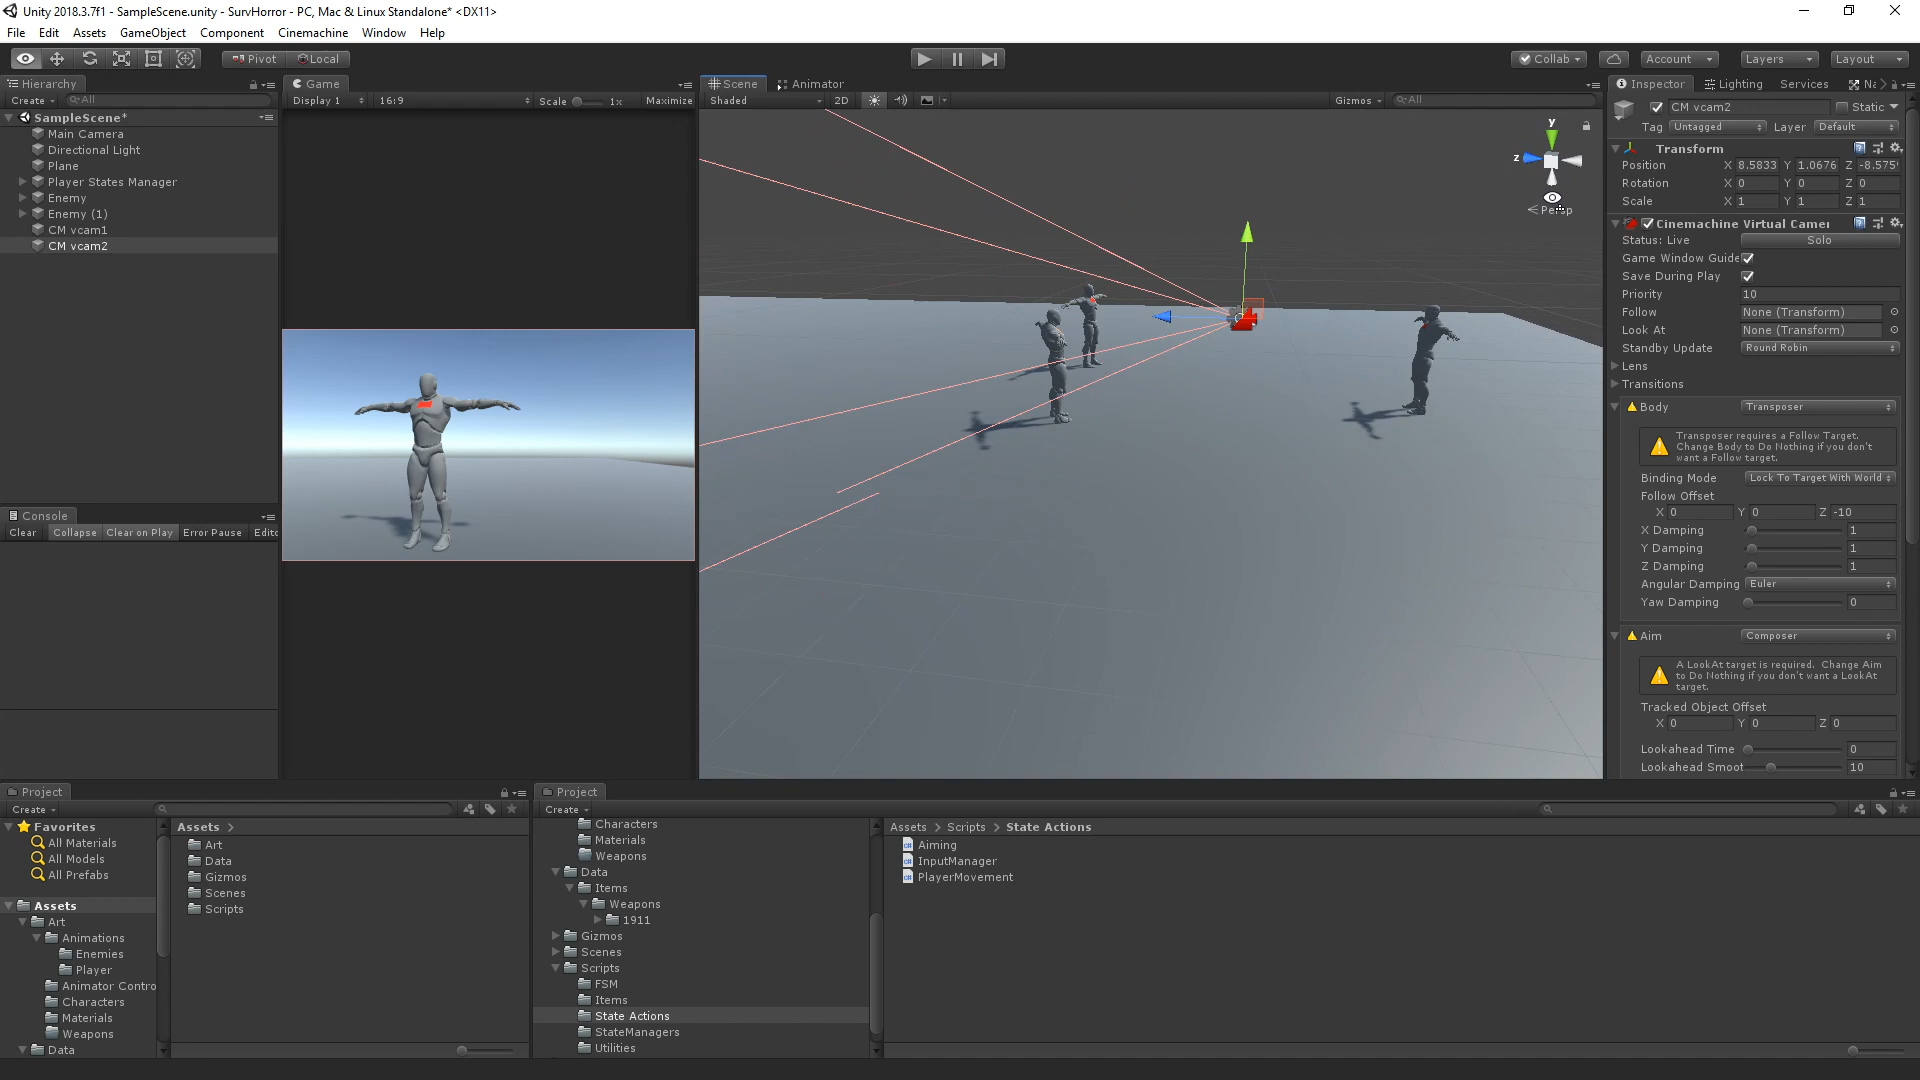 Unity 2018.3.7f1 - SampleScene.unity - SurvHorror - PC, Mac & Linux Standalone* <DX11>
File Edit Assets GameObject Component Cinemachine Window Help
Pivot Local
Collab Account Layers Layout
Hierarchy
Create All
SampleScene*
Main Camera
Directional Light
Plane
Player States Manager
Enemy
Enemy (1)
CM vcam1
CM vcam2
Console
Clear Collapse Clear on Play Error Pause Edito
Game
Display 1 16:9 Scale 1x Maximize
Scene Animator
Shaded 2D Gizmos All
y
z
Persp
Inspector Lighting Services
CM vcam2 Static
Tag Untagged Layer Default
Transform
Position X 8.5833 Y 1.0676 Z -8.575
Rotation X 0 Y 0 Z 0
Scale X 1 Y 1 Z 1
Cinemachine Virtual Camer
Status: Live Solo
Game Window Guide
Save During Play
Priority 10
Follow None (Transform)
Look At None (Transform)
Standby Update Round Robin
Lens
Transitions
Body Transposer
Transposer requires a Follow Target.
Change Body to Do Nothing if you don't
want a Follow target.
Binding Mode Lock To Target With World
Follow Offset
X 0 Y 0 Z -10
X Damping 1
Y Damping 1
Z Damping 1
Angular Damping Euler
Yaw Damping 0
Aim Composer
A LookAt target is required. Change Aim
to Do Nothing if you don't want a LookAt
target.
Tracked Object Offset
X 0 Y 0 Z 0
Lookahead Time 0
Lookahead Smoot 10
Project
Create
Favorites
All Materials
All Models
All Prefabs
Assets
Art
Animations
Enemies
Player
Animator Contro
Characters
Materials
Weapons
Data
Assets
Art
Data
Gizmos
Scenes
Scripts
Project
Create
Characters
Materials
Weapons
Data
Items
Weapons
1911
Gizmos
Scenes
Scripts
FSM
Items
State Actions
StateManagers
Utilities
Assets Scripts State Actions
Aiming
InputManager
PlayerMovement